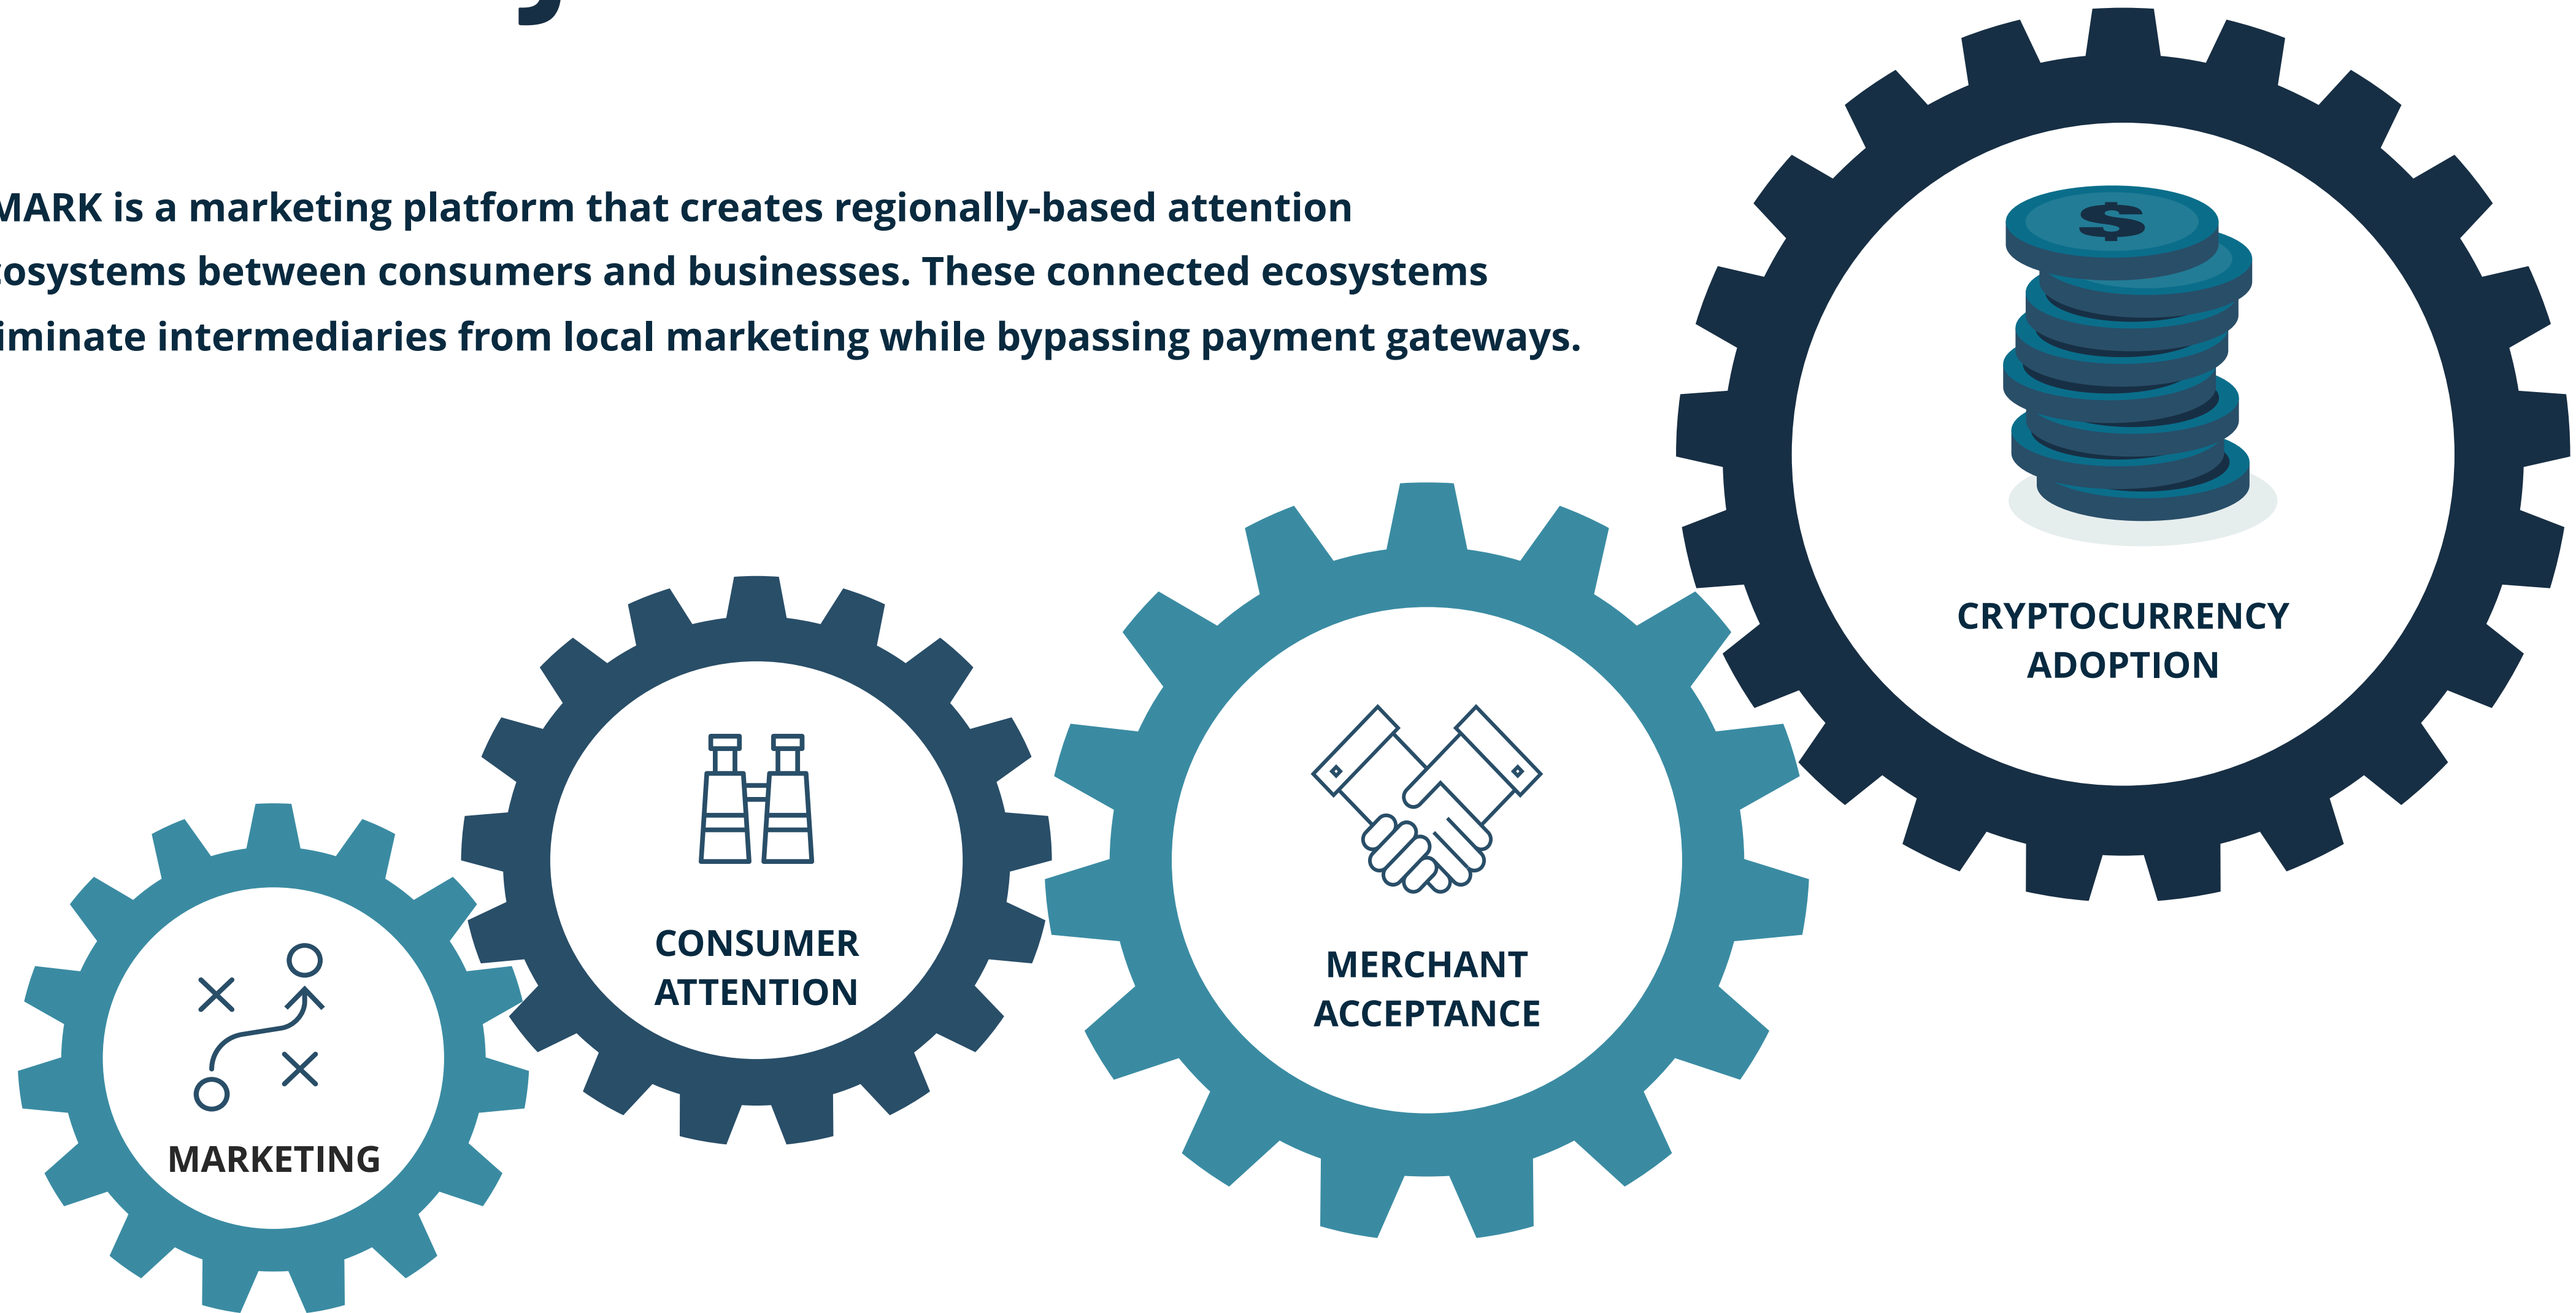 MARK is a marketing platform that creates regionally-based attention
cosystems between consumers and businesses. These connected ecosystems
iminate intermediaries from local marketing while bypassing payment gateways.
$
CRYPTOCURRENCY
ADOPTION
CONSUMER
ATTENTION
MERCHANT
ACCEPTANCE
MARKETING